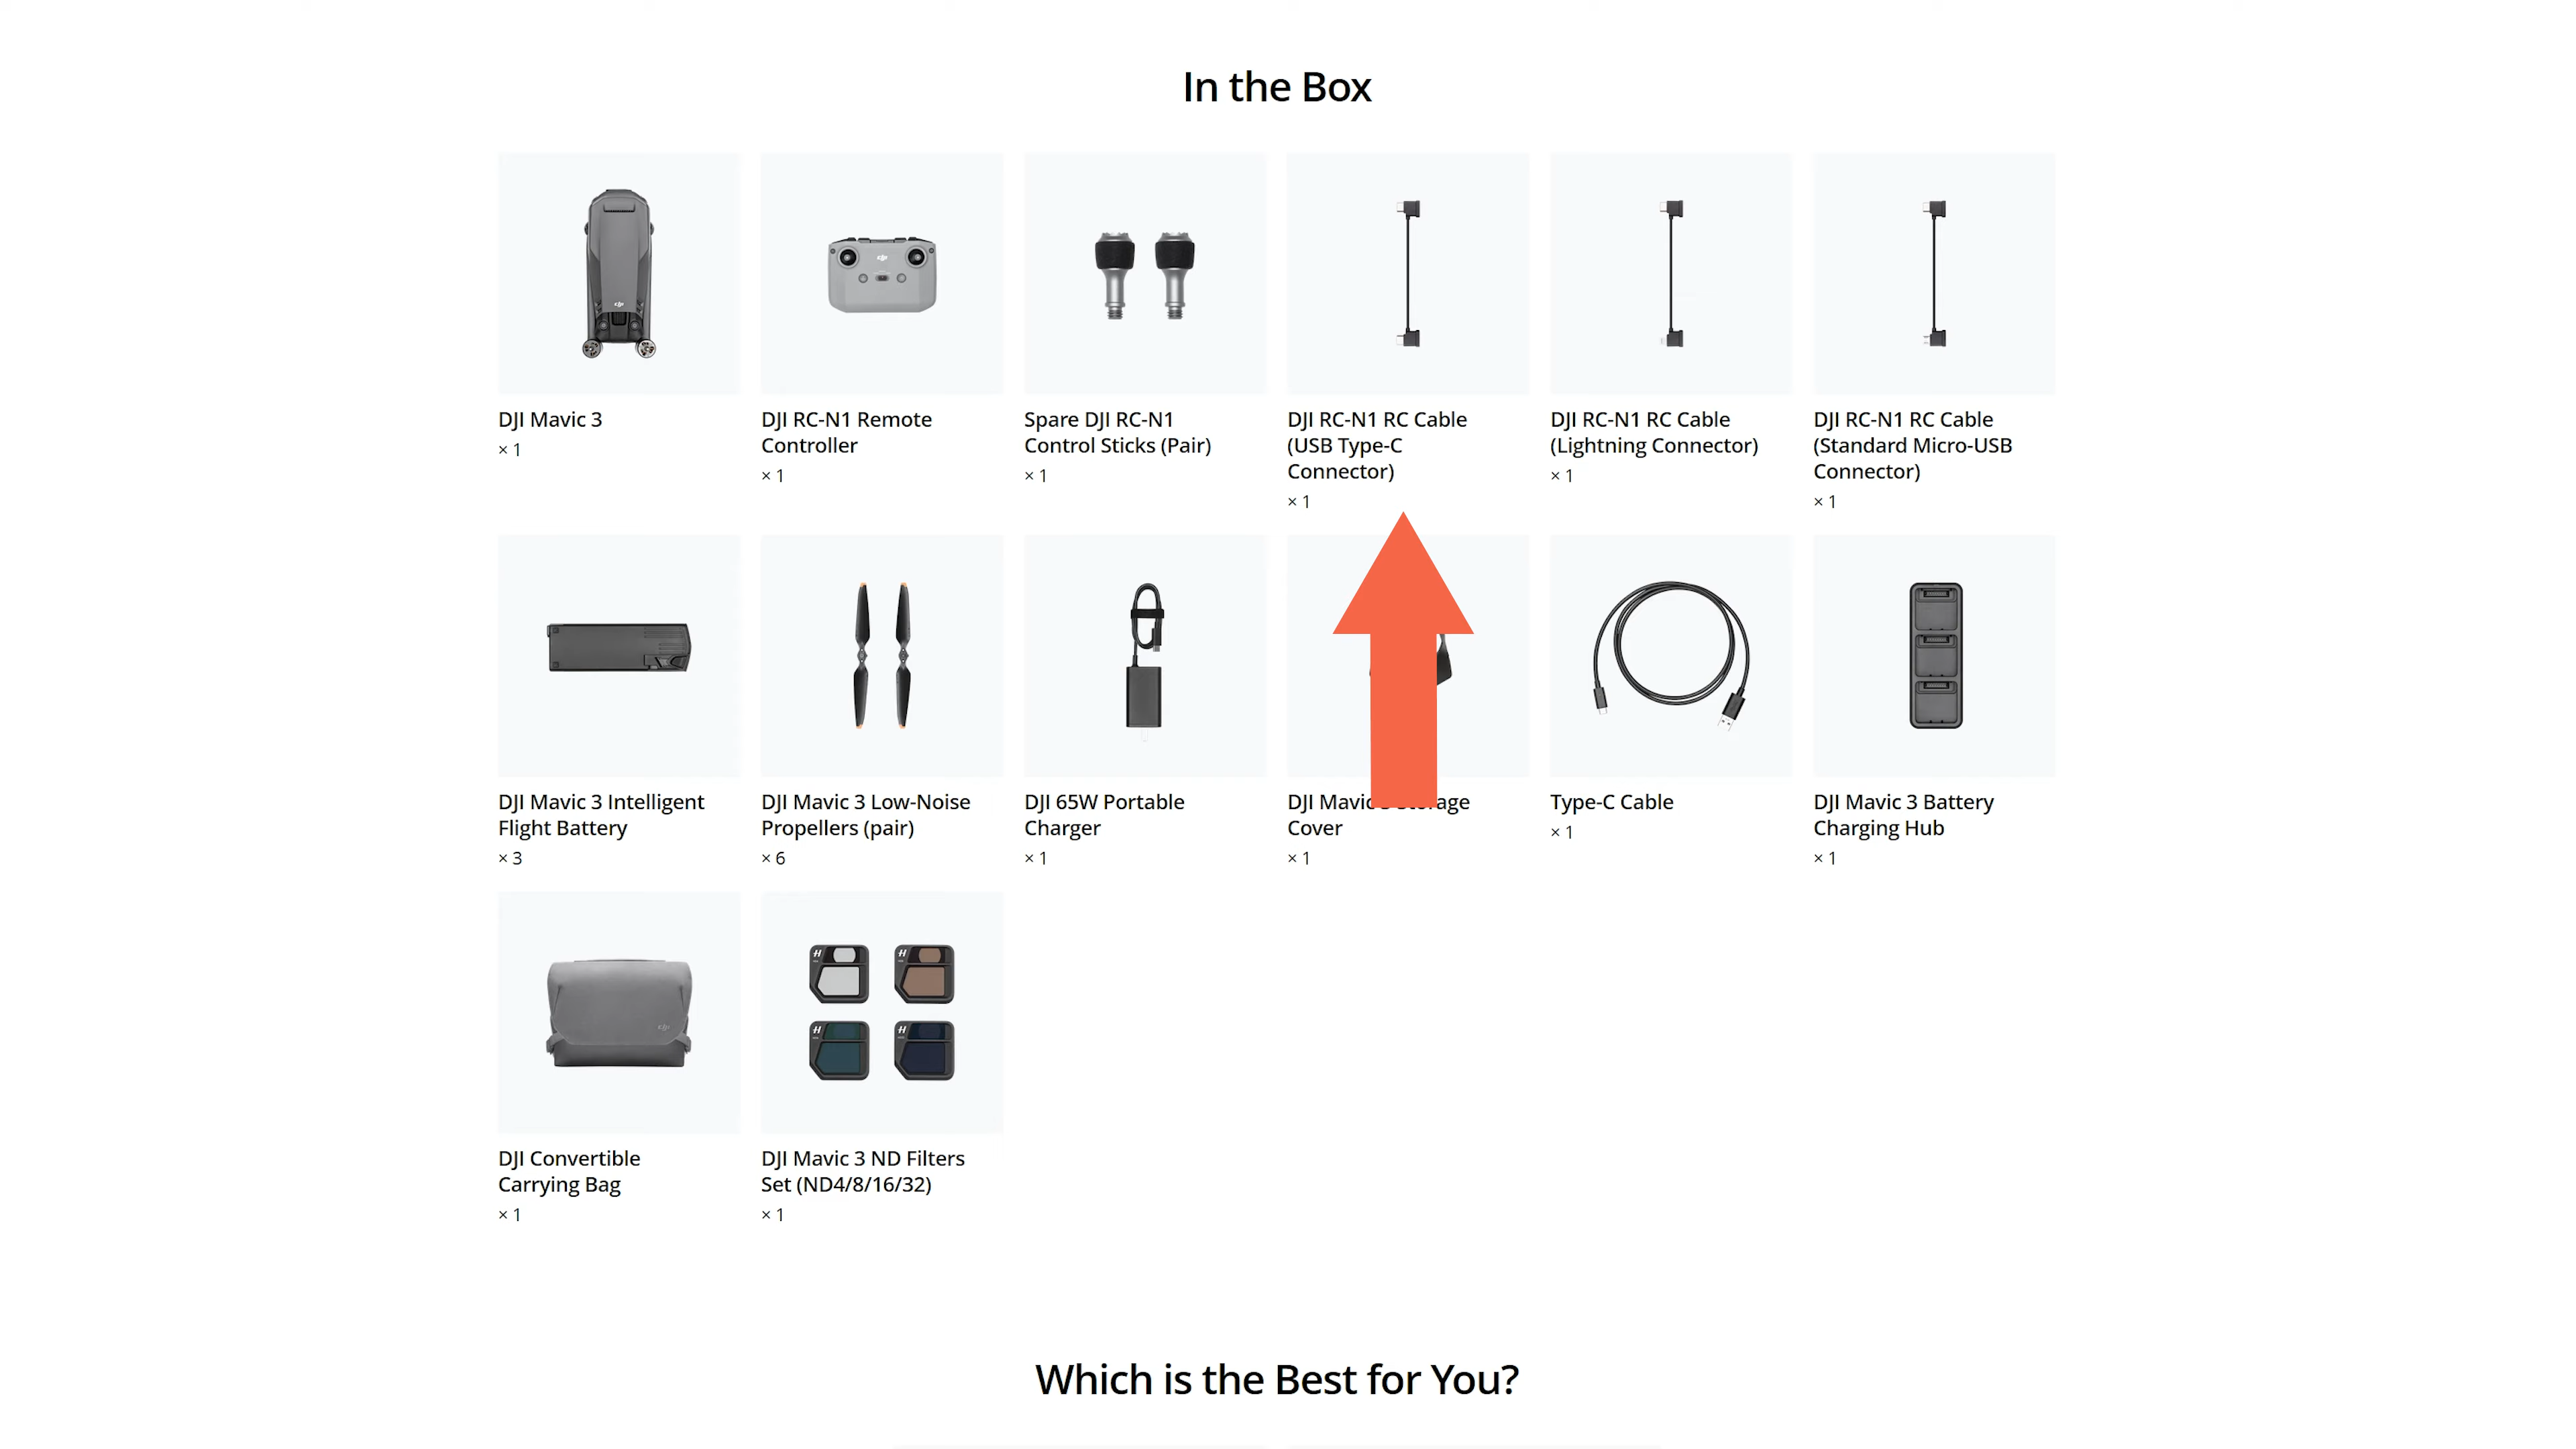 In the Box
DJI Mavic 3
× 1
DJI RC-N1 Remote
Controller
× 1
Spare DJI RC-N1
Control Sticks (Pair)
× 1
DJI RC-N1 RC Cable
(USB Type-C
Connector)
× 1
DJI RC-N1 RC Cable
(Lightning Connector)
× 1
DJI RC-N1 RC Cable
(Standard Micro-USB
Connector)
× 1
DJI Mavic 3 Intelligent
Flight Battery
× 3
DJI Mavic 3 Low-Noise
Propellers (pair)
× 6
DJI 65W Portable
Charger
× 1
DJI Mavic 3 Storage
Cover
× 1
Type-C Cable
× 1
DJI Mavic 3 Battery
Charging Hub
× 1
DJI Convertible
Carrying Bag
× 1
DJI Mavic 3 ND Filters
Set (ND4/8/16/32)
× 1
Which is the Best for You?